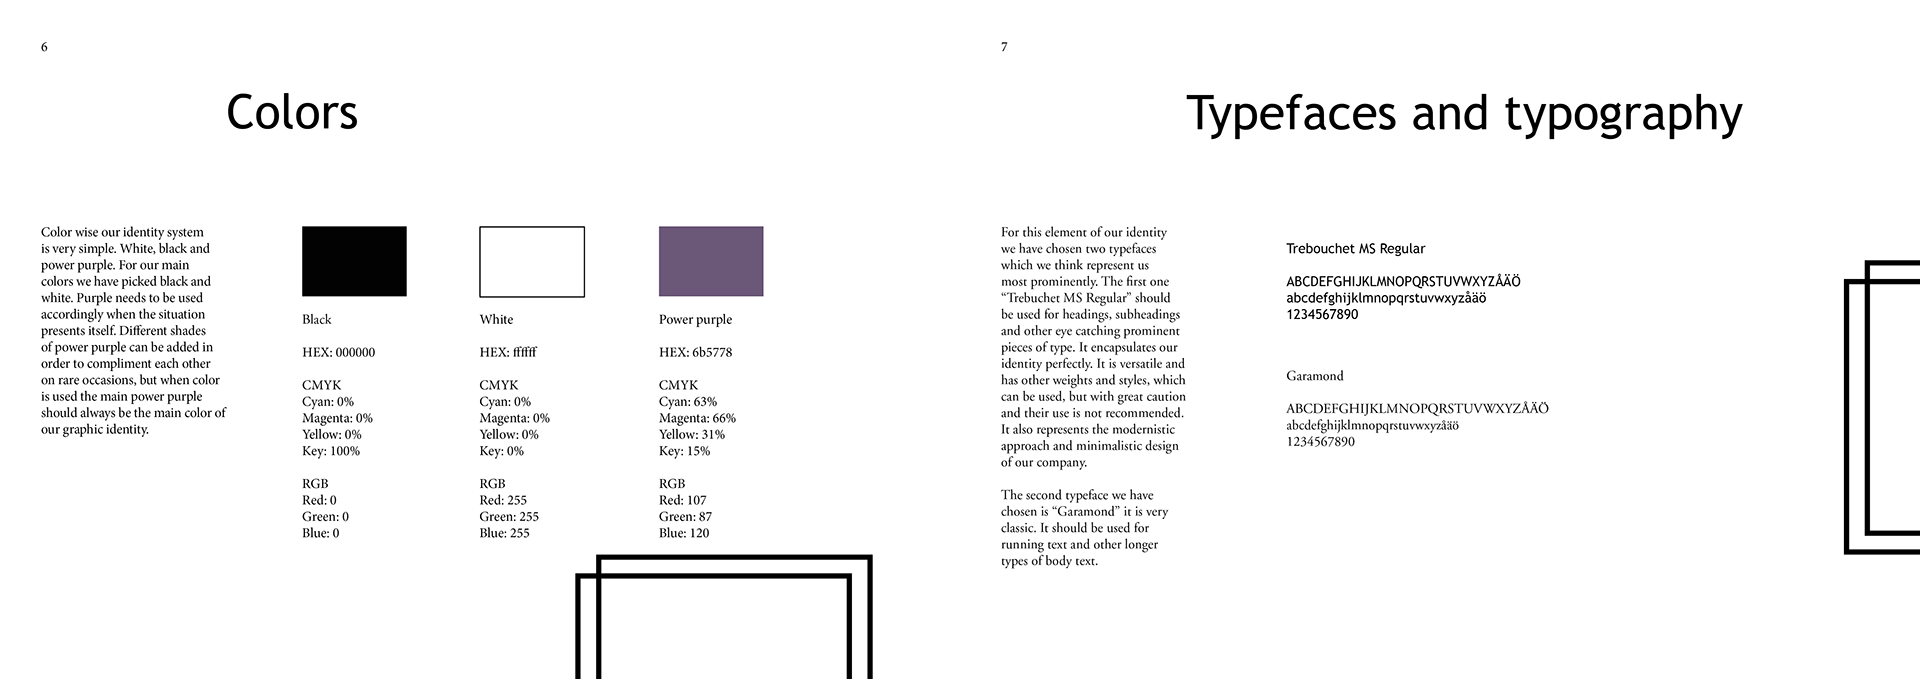 6
Colors
Color wise our identity system
is very simple. White, black and
power purple. For our main
colors we have picked black and
white. Purple needs to be used
accordingly when the situation
presents itself. Different shades
of power purple can be added in
order to compliment each other
on rare occasions, but when color
is used the main power purple
should always be the main color of
our graphic identity.
Black
HEX: 000000
CMYK
Cyan: 0%
Magenta: 0%
Yellow: 0%
Key: 100%
RGB
Red: 0
Green: 0
Blue: 0
White
HEX: ffffff
CMYK
Cyan: 0%
Magenta: 0%
Yellow: 0%
Key: 0%
RGB
Red: 255
Green: 255
Blue: 255
Power purple
HEX: 6b5778
CMYK
Cyan: 63%
Magenta: 66%
Yellow: 31%
Key: 15%
RGB
Red: 107
Green: 87
Blue: 120
7
Typefaces and typography
For this element of our identity
we have chosen two typefaces
which we think represent us
most prominently. The first one
“Trebuchet MS Regular” should
be used for headings, subheadings
and other eye catching prominent
pieces of type. It encapsulates our
identity perfectly. It is versatile and
has other weights and styles, which
can be used, but with great caution
and their use is not recommended.
It also represents the modernistic
approach and minimalistic design
of our company.
The second typeface we have
chosen is “Garamond” it is very
classic. It should be used for
running text and other longer
types of body text.
Trebouchet MS Regular
ABCDEFGHIJKLMNOPQRSTUVWXYZÅÄÖ
abcdefghijklmnopqrstuvwxyzåäö
1234567890
Garamond
ABCDEFGHIJKLMNOPQRSTUVWXYZÅÄÖ
abcdefghijklmnopqrstuvwxyzåäö
1234567890